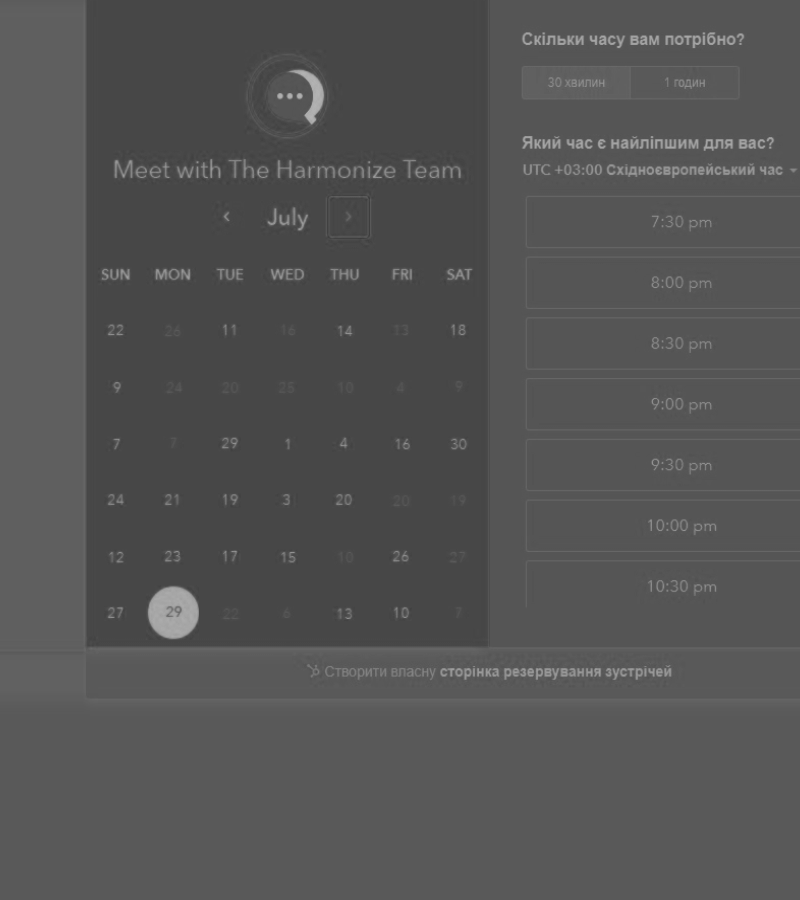 Meet with The Harmonize Team
July
SUN MON TUE WED THU FRI SAT
22 26 11 16 14 13 18
9 24 20 25 10 4 9
7 7 29 1 4 16 30
24 21 19 3 20 20 19
12 23 17 15 10 26 27
27 29 22 6 13 10 7
Скільки часу вам потрібно?
30 хвилин 1 годин
Який час є найліпшим для вас?
UTC +03:00 Східноєвропейський час
7:30 pm
8:00 pm
8:30 pm
9:00 pm
9:30 pm
10:00 pm
10:30 pm
Створити власну сторінка резервування зустрічей